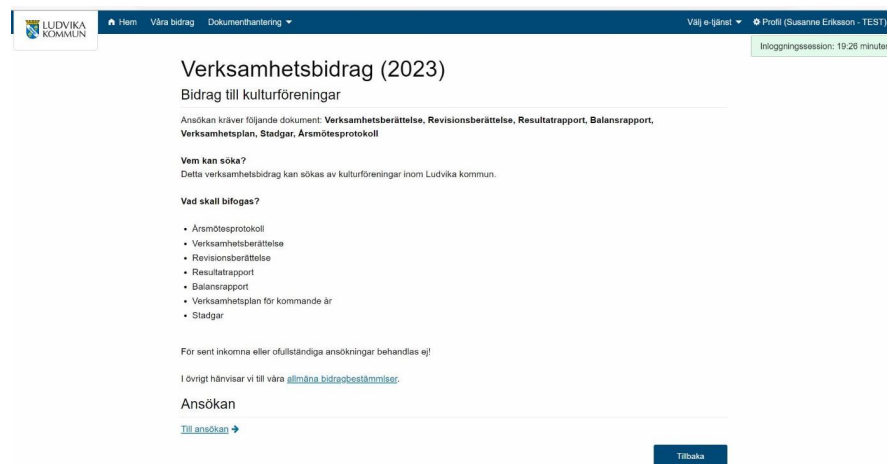 LUDVIKA
KOMMUN
Hem Våra bidrag Dokumenthantering
Välj e-tjänst Profil (Susanne Eriksson - TEST)
Inloggningssession: 19:26 minuter
Verksamhetsbidrag (2023)
Bidrag till kulturföreningar
Ansökan kräver följande dokument: Verksamhetsberättelse, Revisionsberättelse, Resultatrapport, Balansrapport,
Verksamhetsplan, Stadgar, Årsmötesprotokoll
Vem kan söka?
Detta verksamhetsbidrag kan sökas av kulturföreningar inom Ludvika kommun.
Vad skall bifogas?
• Årsmötesprotokoll
• Verksamhetsberättelse
• Revisionsberättelse
• Resultatrapport
• Balansrapport
• Verksamhetsplan för kommande år
• Stadgar
För sent inkomna eller ofullständiga ansökningar behandlas ej!
I övrigt hänvisar vi till våra allmäna bidragbestämmlser.
Ansökan
Till ansökan →
Tillbaka